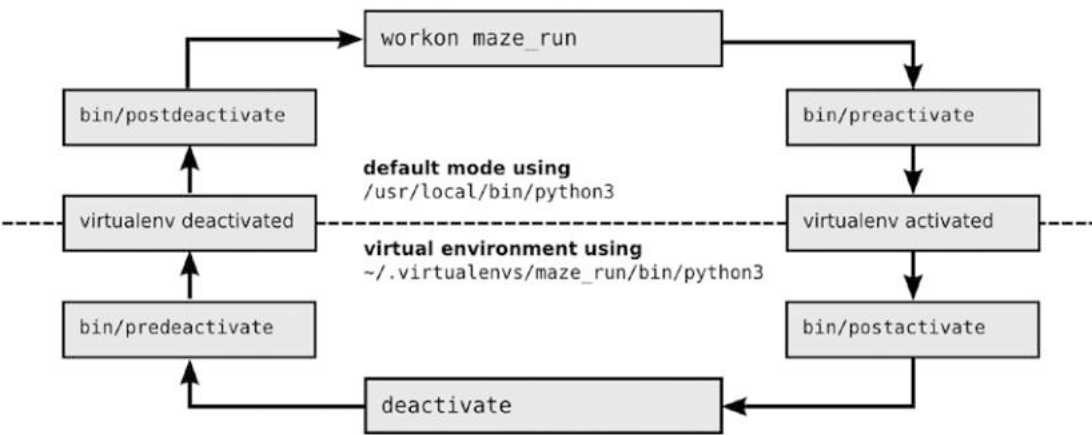 workon maze_run
bin/postdeactivate
bin/preactivate
default mode using
/usr/local/bin/python3
virtualenv deactivated
virtualenv activated
virtual environment using
~/.virtualenvs/maze_run/bin/python3
bin/predeactivate
bin/postactivate
deactivate